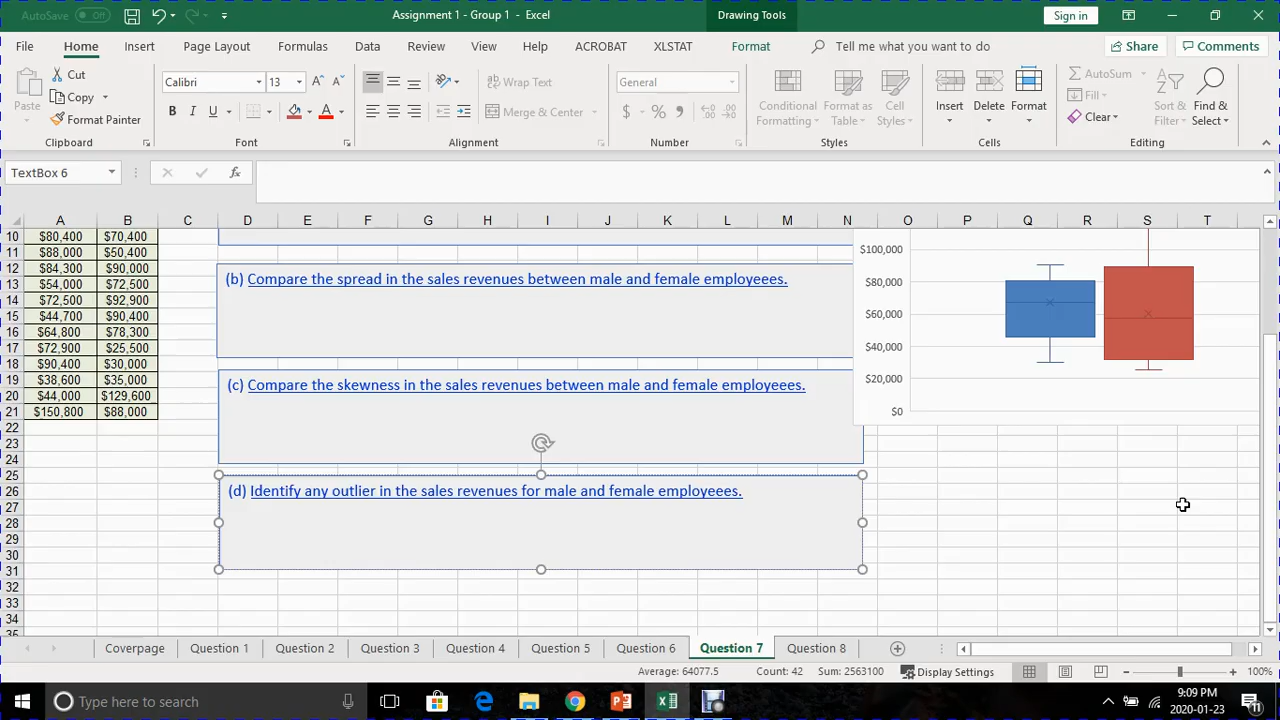 AutoSave Off
Assignment 1 - Group 1 - Excel
Drawing Tools
Sign in
File Home Insert Page Layout Formulas Data Review View Help ACROBAT XLSTAT Format Tell me what you want to do Share Comments
Paste
Cut
Copy
Format Painter
Clipboard
Calibri 13
B I U
Font
Wrap Text
Merge & Center
Alignment
General
$ % ,
Number
Conditional Formatting
Format as Table
Cell Styles
Styles
Insert
Delete
Format
Cells
AutoSum
Fill
Clear
Sort & Filter
Find & Select
Editing
TextBox 6
fx
A B C D E F G H I J K L M N O P Q R S T
10 $80,400 $70,400
11 $88,000 $50,400
12 $84,300 $90,000
13 $54,000 $72,500
14 $72,500 $92,900
15 $44,700 $90,400
16 $64,800 $78,300
17 $72,900 $25,500
18 $90,400 $30,000
19 $38,600 $35,000
20 $44,000 $129,600
21 $150,800 $88,000
22
23
24
25
26
27
28
29
30
31
32
33
34
(b) Compare the spread in the sales revenues between male and female employeees.
(c) Compare the skewness in the sales revenues between male and female employeees.
(d) Identify any outlier in the sales revenues for male and female employeees.
$100,000
$80,000
$60,000
$40,000
$20,000
$0
Coverpage Question 1 Question 2 Question 3 Question 4 Question 5 Question 6 Question 7 Question 8
Average: 64077.5 Count: 42 Sum: 2563100 Display Settings 100%
Type here to search
9:09 PM
2020-01-23
11